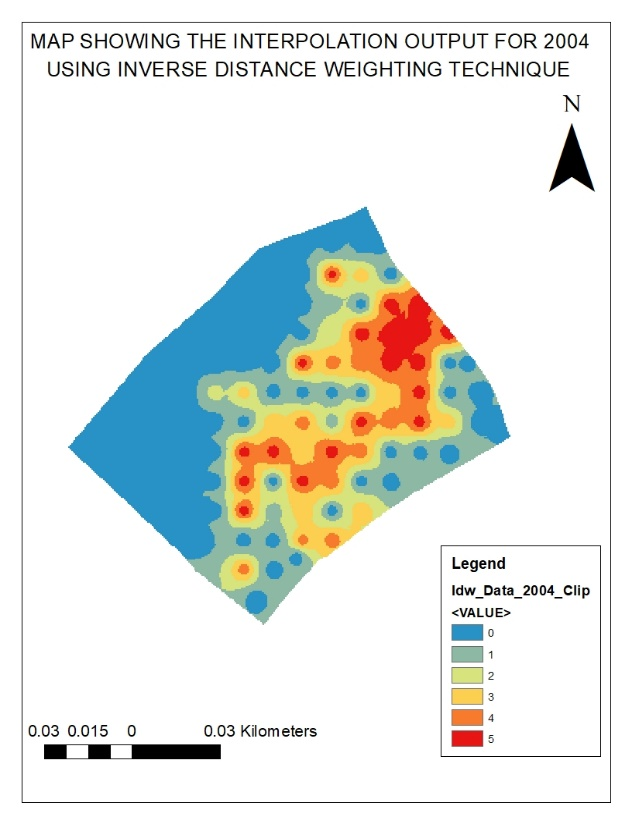 MAP SHOWING THE INTERPOLATION OUTPUT FOR 2004
USING INVERSE DISTANCE WEIGHTING TECHNIQUE
N
Legend
Idw_Data_2004_Clip
<VALUE>
0
1
2
3
4
5
0.03 0.015 0 0.03 Kilometers